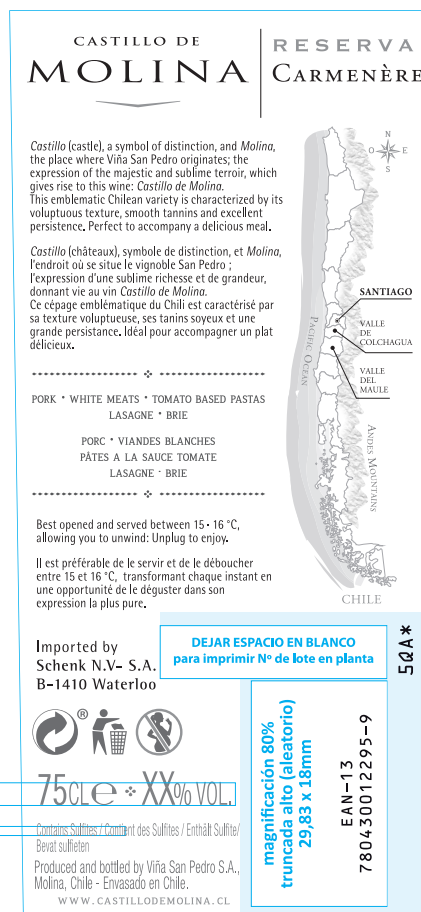 CASTILLO DE
MOLINA
RESERVA
CARMENÈRE
Castillo (castle), a symbol of distinction, and Molina,
the place where Viña San Pedro originates; the
expression of the majestic and sublime terroir, which
gives rise to this wine: Castillo de Molina.
This emblematic Chilean variety is characterized by its
voluptuous texture, smooth tannins and excellent
persistence. Perfect to accompany a delicious meal.
Castillo (châteaux), symbole de distinction, et Molina,
l'endroit où se situe le vignoble San Pedro ;
l'expression d'une sublime richesse et de grandeur,
donnant vie au vin Castillo de Molina.
Ce cépage emblématique du Chili est caractérisé par
sa texture voluptueuse, ses tanins soyeux et une
grande persistance. Idéal pour accompagner un plat
délicieux.
PORK • WHITE MEATS • TOMATO BASED PASTAS
LASAGNE • BRIE
PORC • VIANDES BLANCHES
PÂTES A LA SAUCE TOMATE
LASAGNE · BRIE
Best opened and served between 15 - 16 °C,
allowing you to unwind: Unplug to enjoy.
Il est préférable de le servir et de le déboucher
entre 15 et 16 °C, transformant chaque instant en
une opportunité de le déguster dans son
expression la plus pure.
N
O E
S
SANTIAGO
VALLE
DE
COLCHAGUA
VALLE
DEL
MAULE
PACIFIC OCEAN
ANDES MOUNTAINS
CHILE
Imported by
Schenk N.V- S.A.
B-1410 Waterloo
DEJAR ESPACIO EN BLANCO
para imprimir Nº de lote en planta
5QA*
®
75CLe XX% VOL.
Contains Sulfites / Contient des Sulfites / Enthält Sulfite/
Bevat sulfieten
Produced and bottled by Viña San Pedro S.A.,
Molina, Chile - Envasado en Chile.
WWW.CASTILLODEMOLINA.CL
magnificación 80%
truncada alto (aleatorio)
29,83 x 18mm
EAN-13
780430012295-9